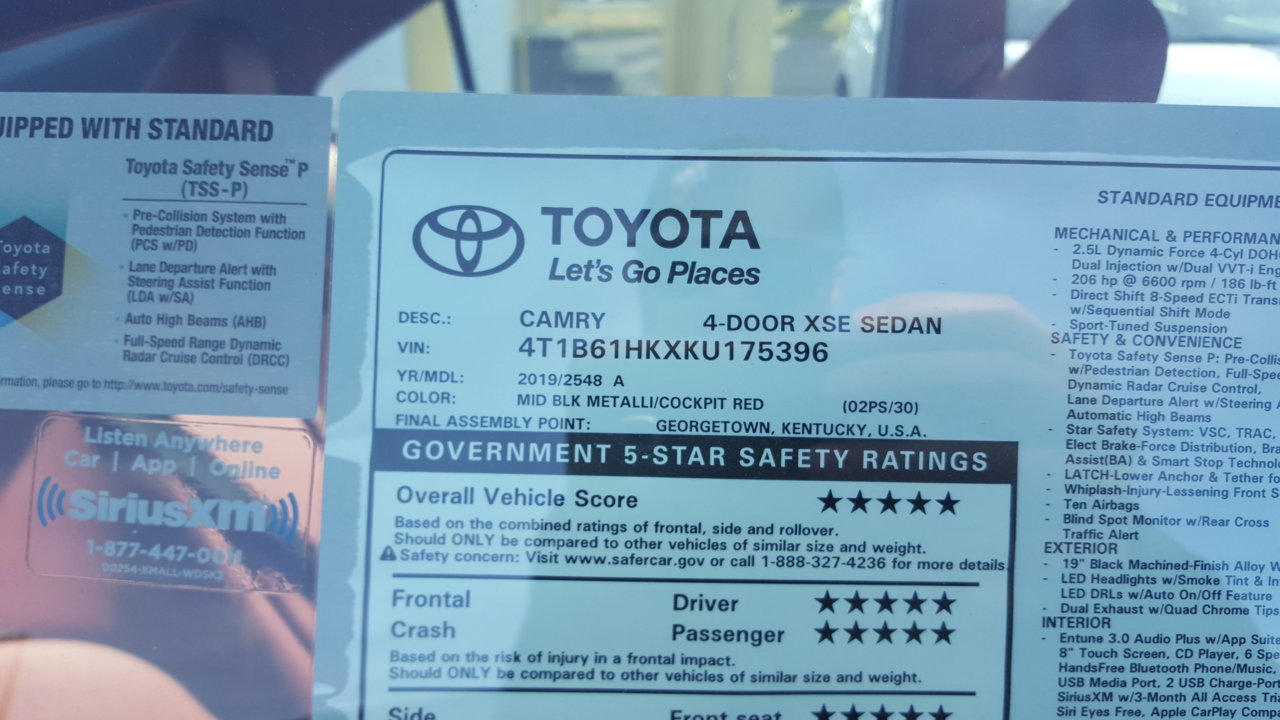 UIPPED WITH STANDARD
Toyota Safety Sense™ P
(TSS-P)
• Pre-Collision System with
Pedestrian Detection Function
(PCS w/PD)
• Lane Departure Alert with
Steering Assist Function
(LDA w/SA)
• Auto High Beams (AHB)
• Full-Speed Range Dynamic
Radar Cruise Control (DRCC)
Toyota
afety
ense
rmation, please go to http://www.toyota.com/safety-sense
Listen Anywhere
Car | App | Online
SiriusXM
1-877-447-0011
00254-XMALL-WDSK2
TOYOTA
Let's Go Places
DESC.: CAMRY 4-DOOR XSE SEDAN
VIN: 4T1B61HKXKU175396
YR/MDL: 2019/2548 A
COLOR: MID BLK METALLI/COCKPIT RED (02PS/30)
FINAL ASSEMBLY POINT: GEORGETOWN, KENTUCKY, U.S.A.
GOVERNMENT 5-STAR SAFETY RATINGS
Overall Vehicle Score ★★★★★
Based on the combined ratings of frontal, side and rollover.
Should ONLY be compared to other vehicles of similar size and weight.
⚠Safety concern: Visit www.safercar.gov or call 1-888-327-4236 for more details.
Frontal Driver ★★★★★
Crash Passenger ★★★★★
Based on the risk of injury in a frontal impact.
Should ONLY be compared to other vehicles of similar size and weight.
Side Front seat ★★★★★
STANDARD EQUIPME
MECHANICAL & PERFORMAN
- 2.5L Dynamic Force 4-Cyl DOH
Dual Injection w/Dual VVT-i Eng
- 206 hp @ 6600 rpm / 186 lb-ft
- Direct Shift 8-Speed ECTi Trans
w/Sequential Shift Mode
- Sport-Tuned Suspension
SAFETY & CONVENIENCE
- Toyota Safety Sense P: Pre-Collis
w/Pedestrian Detection, Full-Spee
Dynamic Radar Cruise Control,
Lane Departure Alert w/Steering A
Automatic High Beams
- Star Safety System: VSC, TRAC,
Elect Brake-Force Distribution, Bra
Assist(BA) & Smart Stop Technolo
- LATCH-Lower Anchor & Tether fo
- Whiplash-Injury-Lessening Front S
- Ten Airbags
- Blind Spot Monitor w/Rear Cross
Traffic Alert
EXTERIOR
- 19" Black Machined-Finish Alloy W
- LED Headlights w/Smoke Tint & In
LED DRLs w/Auto On/Off Feature
- Dual Exhaust w/Quad Chrome Tips
INTERIOR
- Entune 3.0 Audio Plus w/App Suite
8" Touch Screen, CD Player, 6 Spe
HandsFree Bluetooth Phone/Music,
USB Media Port, 2 USB Charge-Port
SiriusXM w/3-Month All Access Tria
Siri Eyes Free, Apple CarPlay Compa